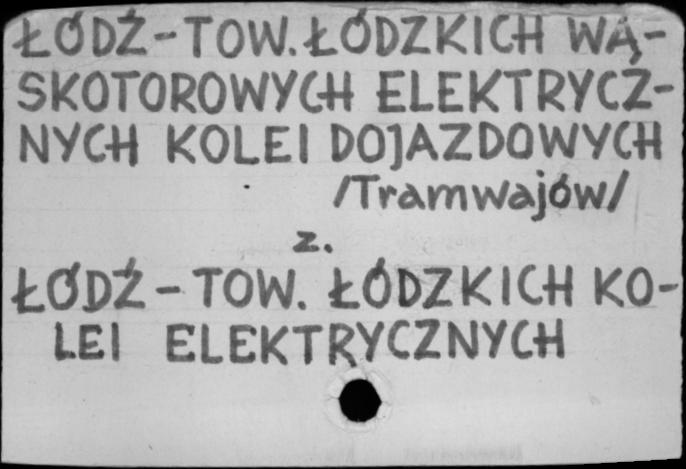 ŁÓDŹ - TOW. ŁÓDZKICH WĄ-
SKOTOROWYCH ELEKTRYCZ-
NYCH KOLEI DOJAZDOWYCH
/Tramwajów/
z.
ŁÓDŹ - TOW. ŁÓDZKICH KO-
LEI ELEKTRYCZNYCH